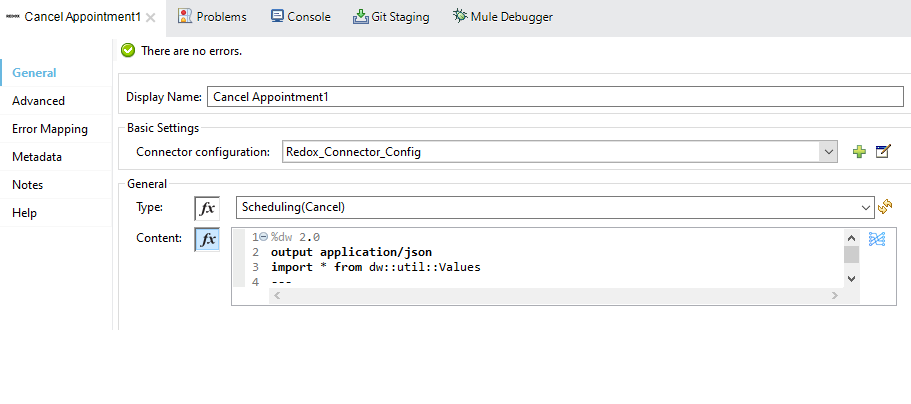 REDOX Cancel Appointment1 Problems Console Git Staging Mule Debugger
There are no errors.
General
Advanced
Error Mapping
Metadata
Notes
Help
Display Name: Cancel Appointment1
Basic Settings
Connector configuration: Redox_Connector_Config
General
Type: fx Scheduling(Cancel)
Content: fx
1 %dw 2.0
2 output application/json
3 import * from dw::util::Values
4 ---